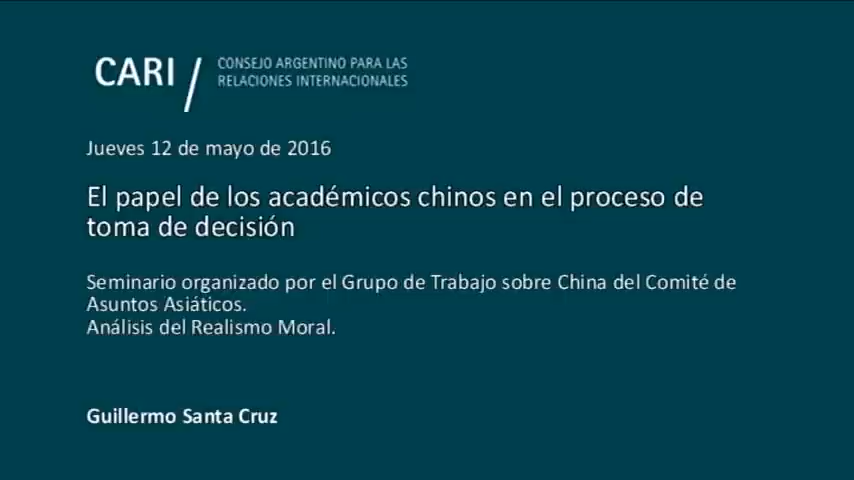 CARI /
CONSEJO ARGENTINO PARA LAS
RELACIONES INTERNACIONALES
Jueves 12 de mayo de 2016
El papel de los académicos chinos en el proceso de
toma de decisión
Seminario organizado por el Grupo de Trabajo sobre China del Comité de
Asuntos Asiáticos.
Análisis del Realismo Moral.
Guillermo Santa Cruz